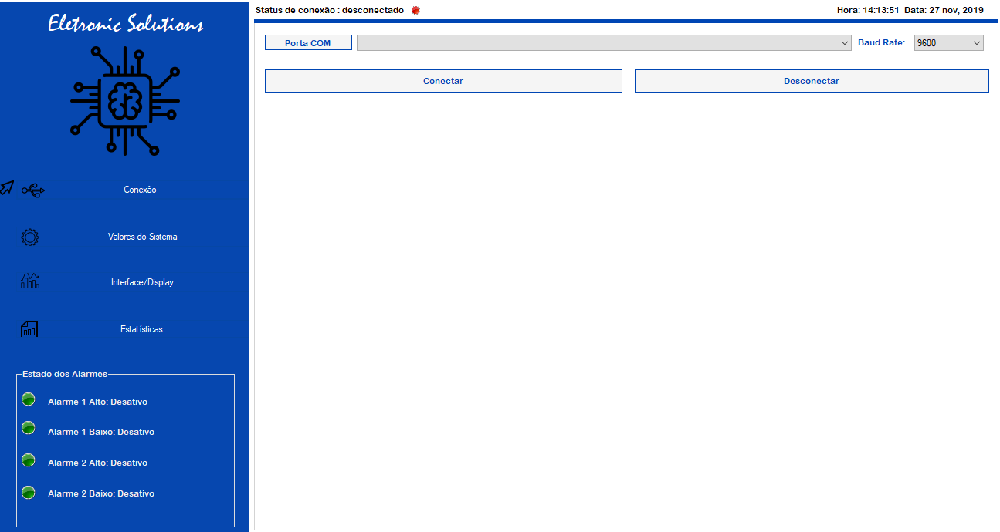 Eletronic Solutions
Conexão
Valores do Sistema
Interface/Display
Estatísticas
Estado dos Alarmes
Alarme 1 Alto: Desativo
Alarme 1 Baixo: Desativo
Alarme 2 Alto: Desativo
Alarme 2 Baixo: Desativo
Status de conexão : desconectado
Hora: 14:13:51 Data: 27 nov, 2019
Porta COM
Baud Rate: 9600
Conectar
Desconectar